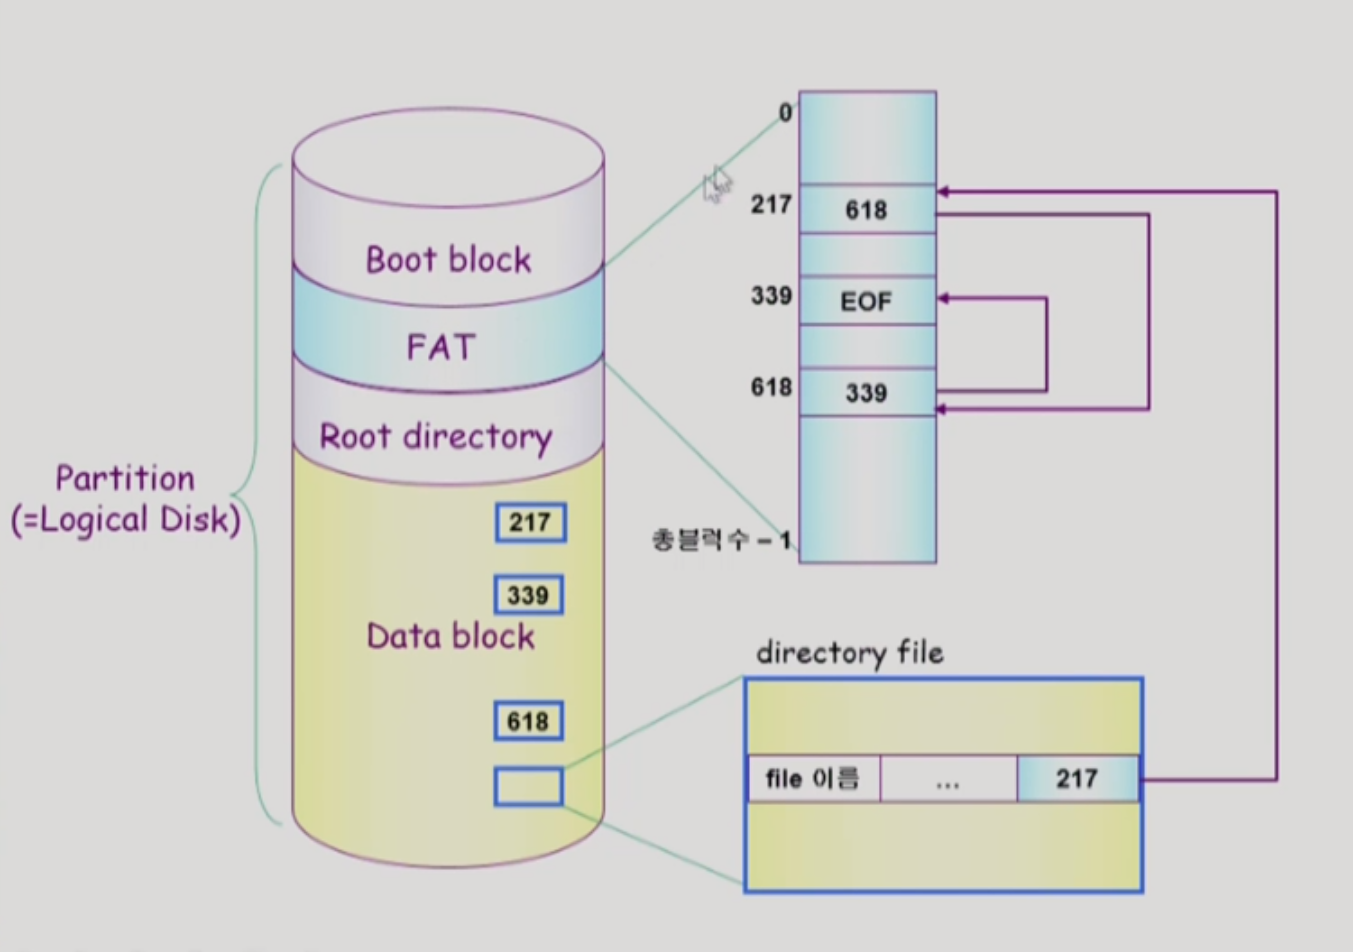 Partition
(=Logical Disk)
Boot block
FAT
Root directory
217
339
Data block
618
0
217
618
339
EOF
618
339
총블럭 수 – 1
directory file
file 이름
...
217